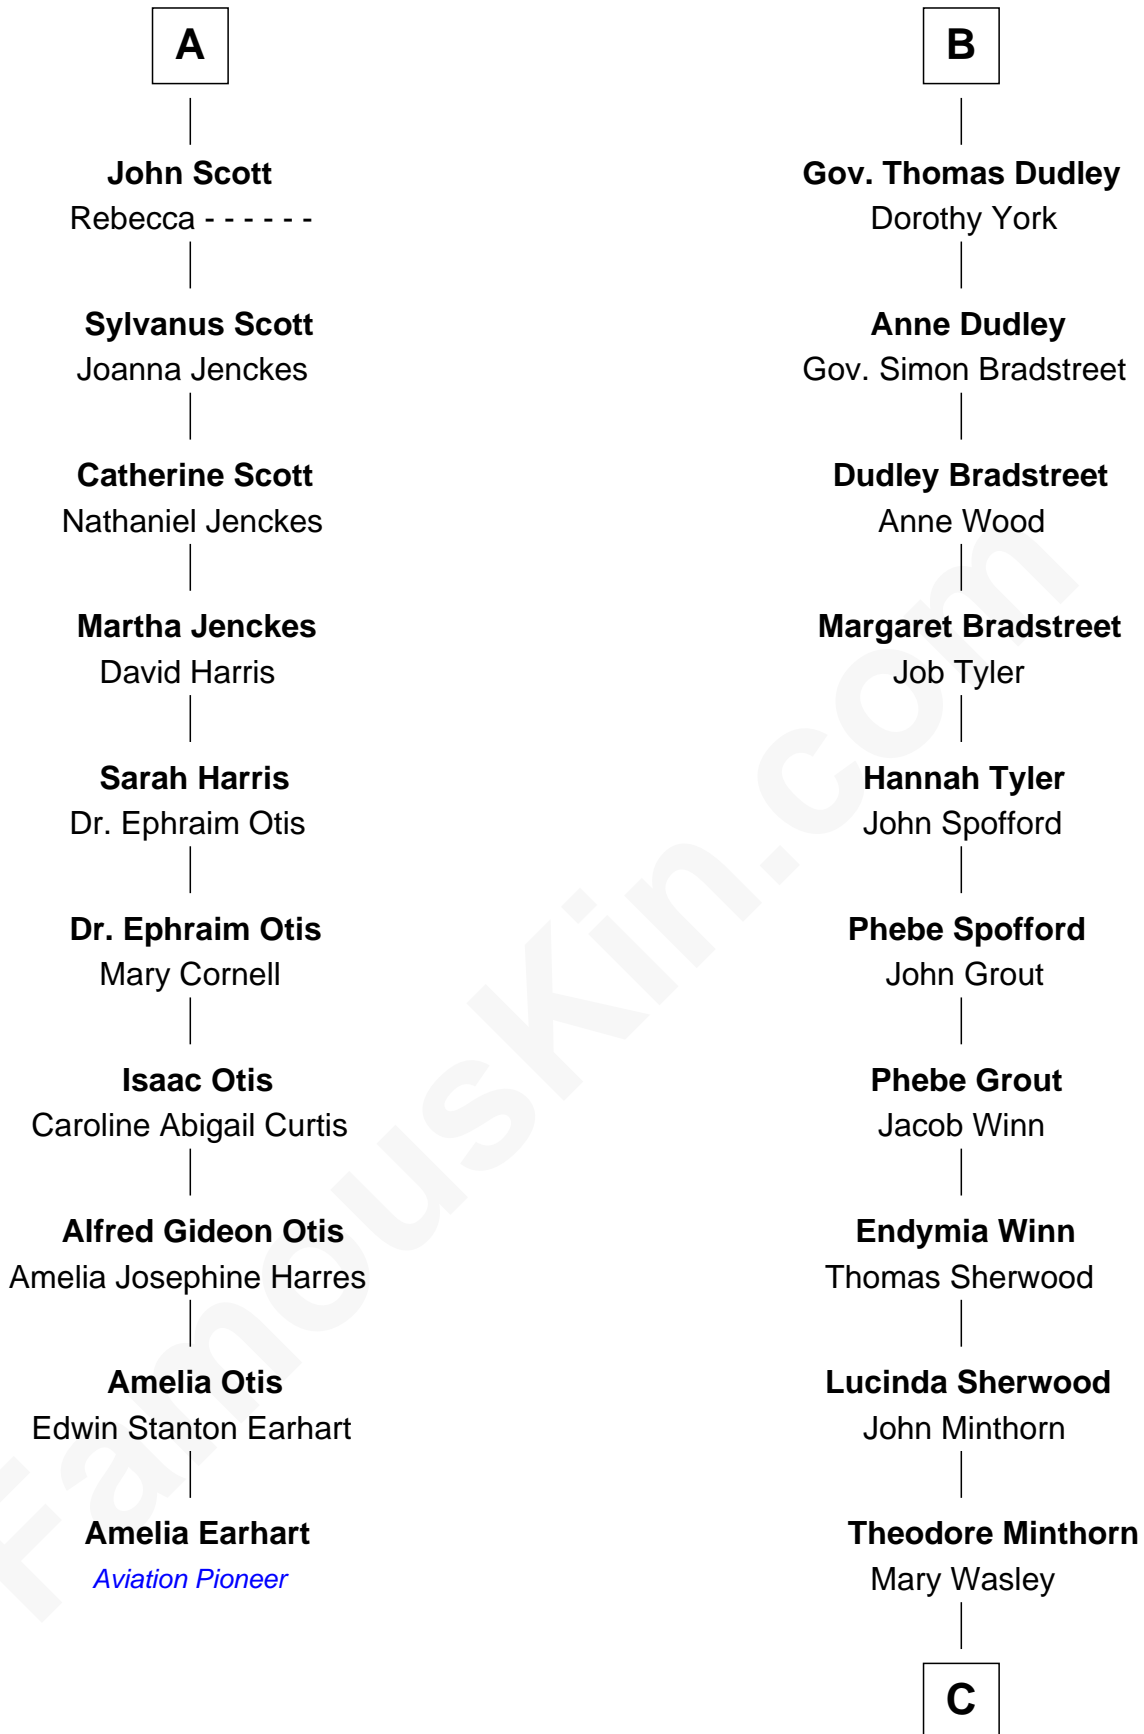 A
John Scott
Rebecca - - - - - -
Sylvanus Scott
Joanna Jenckes
Catherine Scott
Nathaniel Jenckes
Martha Jenckes
David Harris
Sarah Harris
Dr. Ephraim Otis
Dr. Ephraim Otis
Mary Cornell
Isaac Otis
Caroline Abigail Curtis
Alfred Gideon Otis
Amelia Josephine Harres
Amelia Otis
Edwin Stanton Earhart
Amelia Earhart
Aviation Pioneer
B
Gov. Thomas Dudley
Dorothy York
Anne Dudley
Gov. Simon Bradstreet
Dudley Bradstreet
Anne Wood
Margaret Bradstreet
Job Tyler
Hannah Tyler
John Spofford
Phebe Spofford
John Grout
Phebe Grout
Jacob Winn
Endymia Winn
Thomas Sherwood
Lucinda Sherwood
John Minthorn
Theodore Minthorn
Mary Wasley
C
FamousKin.com